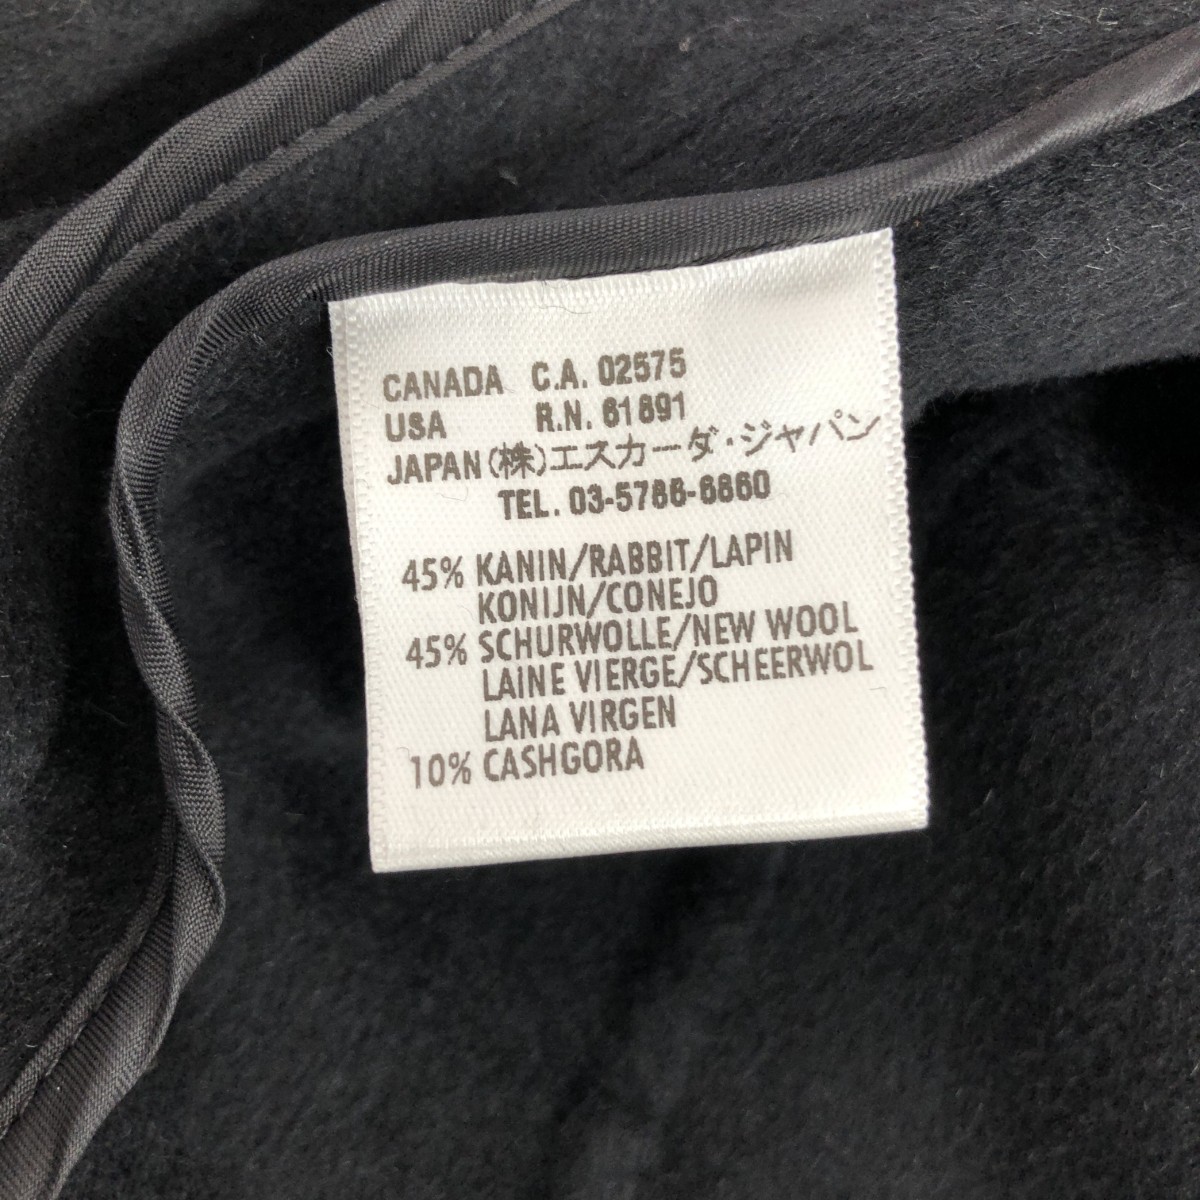 CANADA C.A. 02575
USA R.N. 61891
JAPAN (株)エスカーダ・ジャパン
TEL. 03-5786-6860
45% KANIN/RABBIT/LAPIN
KONIJN/CONEJO
45% SCHURWOLLE/NEW WOOL
LAINE VIERGE/SCHEERWOL
LANA VIRGEN
10% CASHGORA